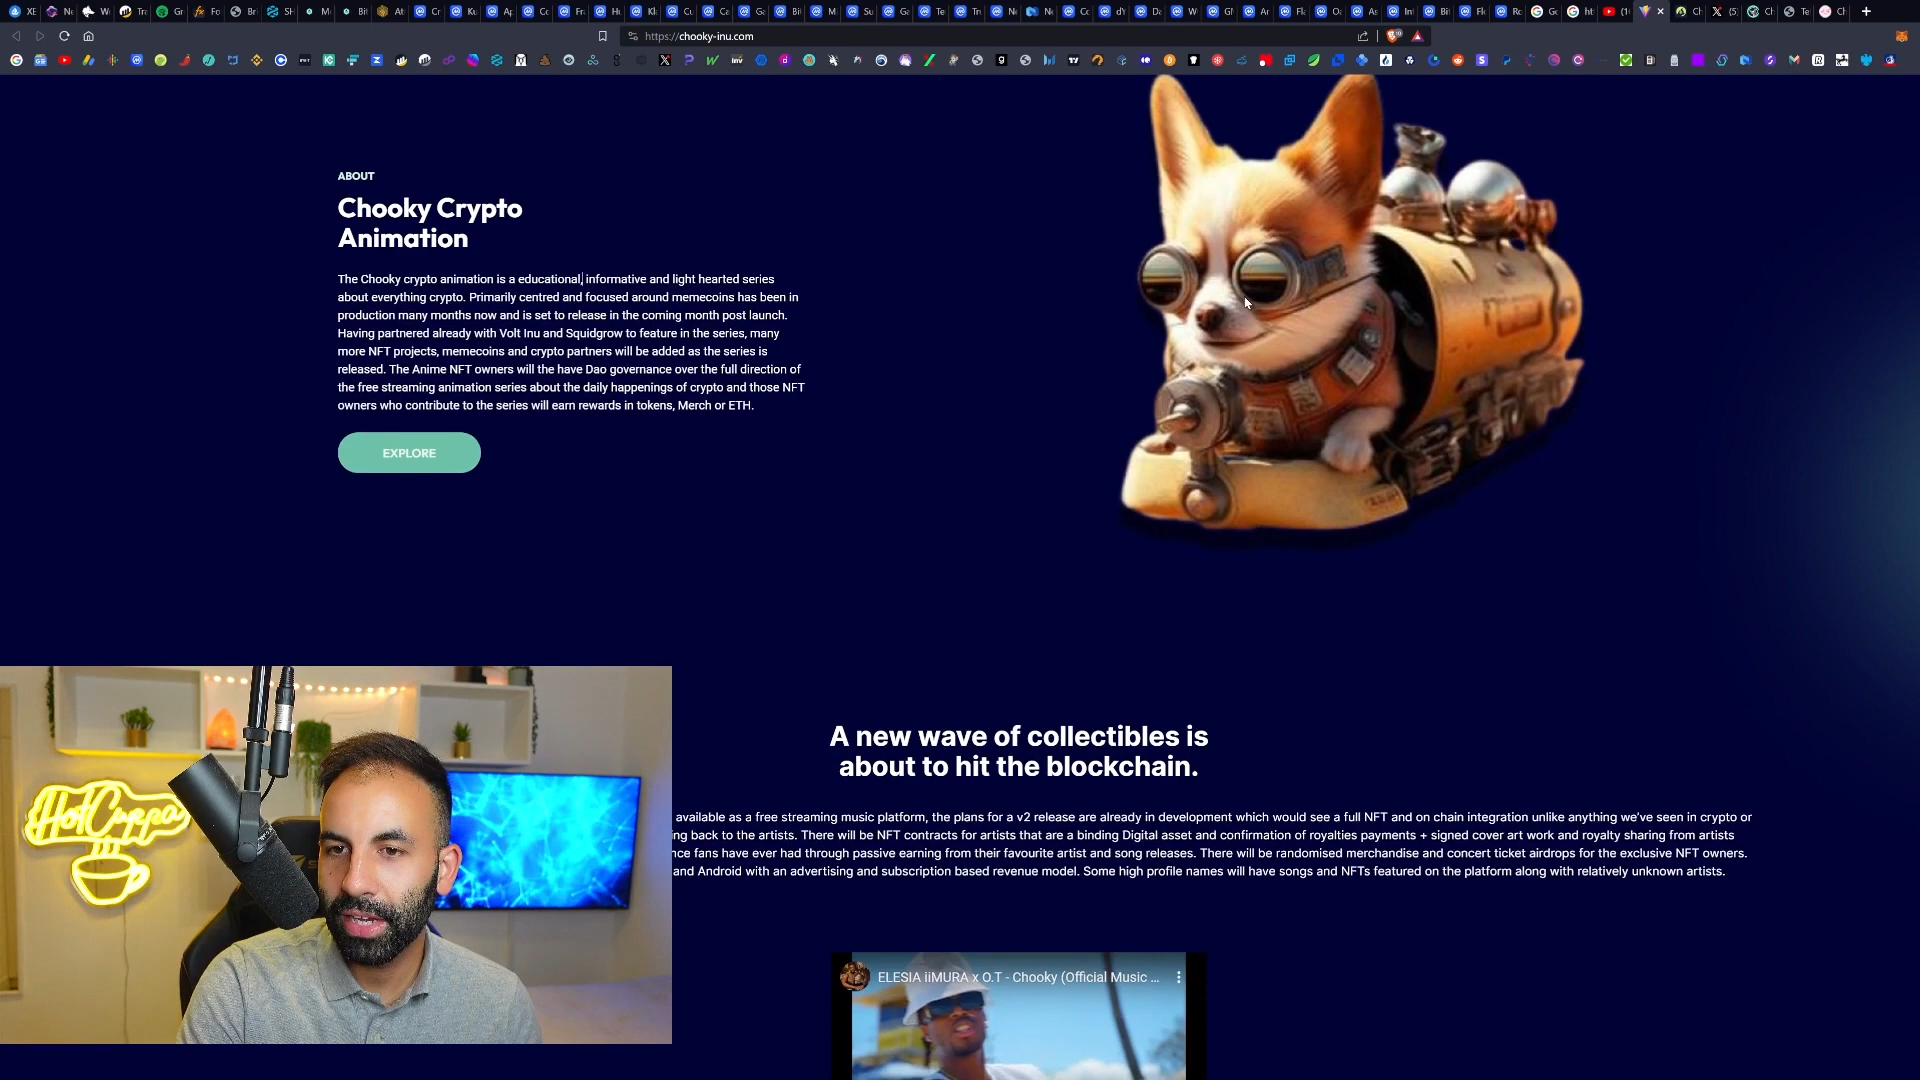 https://chooky-inu.com
ABOUT
Chooky Crypto
Animation
The Chooky crypto animation is a educational, informative and light hearted series
about everything crypto. Primarily centred and focused around memecoins has been in
production many months now and is set to release in the coming month post launch.
Having partnered already with Volt Inu and Squidgrow to feature in the series, many
more NFT projects, memecoins and crypto partners will be added as the series is
released. The Anime NFT owners will the have Dao governance over the full direction of
the free streaming animation series about the daily happenings of crypto and those NFT
owners who contribute to the series will earn rewards in tokens, Merch or ETH.
EXPLORE
A new wave of collectibles is
about to hit the blockchain.
available as a free streaming music platform, the plans for a v2 release are already in development which would see a full NFT and on chain integration unlike anything we've seen in crypto or
ing back to the artists. There will be NFT contracts for artists that are a binding Digital asset and confirmation of royalties payments + signed cover art work and royalty sharing from artists
nce fans have ever had through passive earning from their favourite artist and song releases. There will be randomised merchandise and concert ticket airdrops for the exclusive NFT owners.
and Android with an advertising and subscription based revenue model. Some high profile names will have songs and NFTs featured on the platform along with relatively unknown artists.
ELESIA iiMURA x O.T - Chooky (Official Music ...
HotCuppa